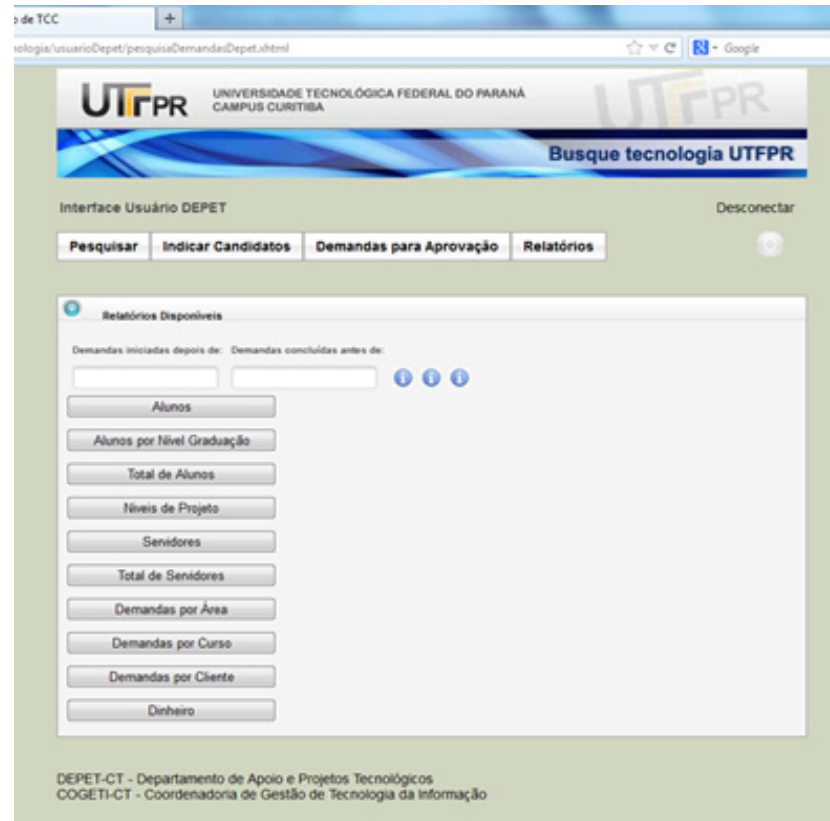 o de TCC
nologia/usuarioDepet/pesquisaDemandasDepet.xhtml
Google
UTFPR
UNIVERSIDADE TECNOLÓGICA FEDERAL DO PARANÁ
CAMPUS CURITIBA
UTFPR
Busque tecnologia UTFPR
Interface Usuário DEPET
Desconectar
Pesquisar Indicar Candidatos Demandas para Aprovação Relatórios
Relatórios Disponíveis
Demandas iniciadas depois de: Demandas concluídas antes de:
Alunos
Alunos por Nível Graduação
Total de Alunos
Níveis de Projeto
Servidores
Total de Servidores
Demandas por Área
Demandas por Curso
Demandas por Cliente
Dinheiro
DEPET-CT - Departamento de Apoio e Projetos Tecnológicos
COGETI-CT - Coordenadoria de Gestão de Tecnologia da Informação